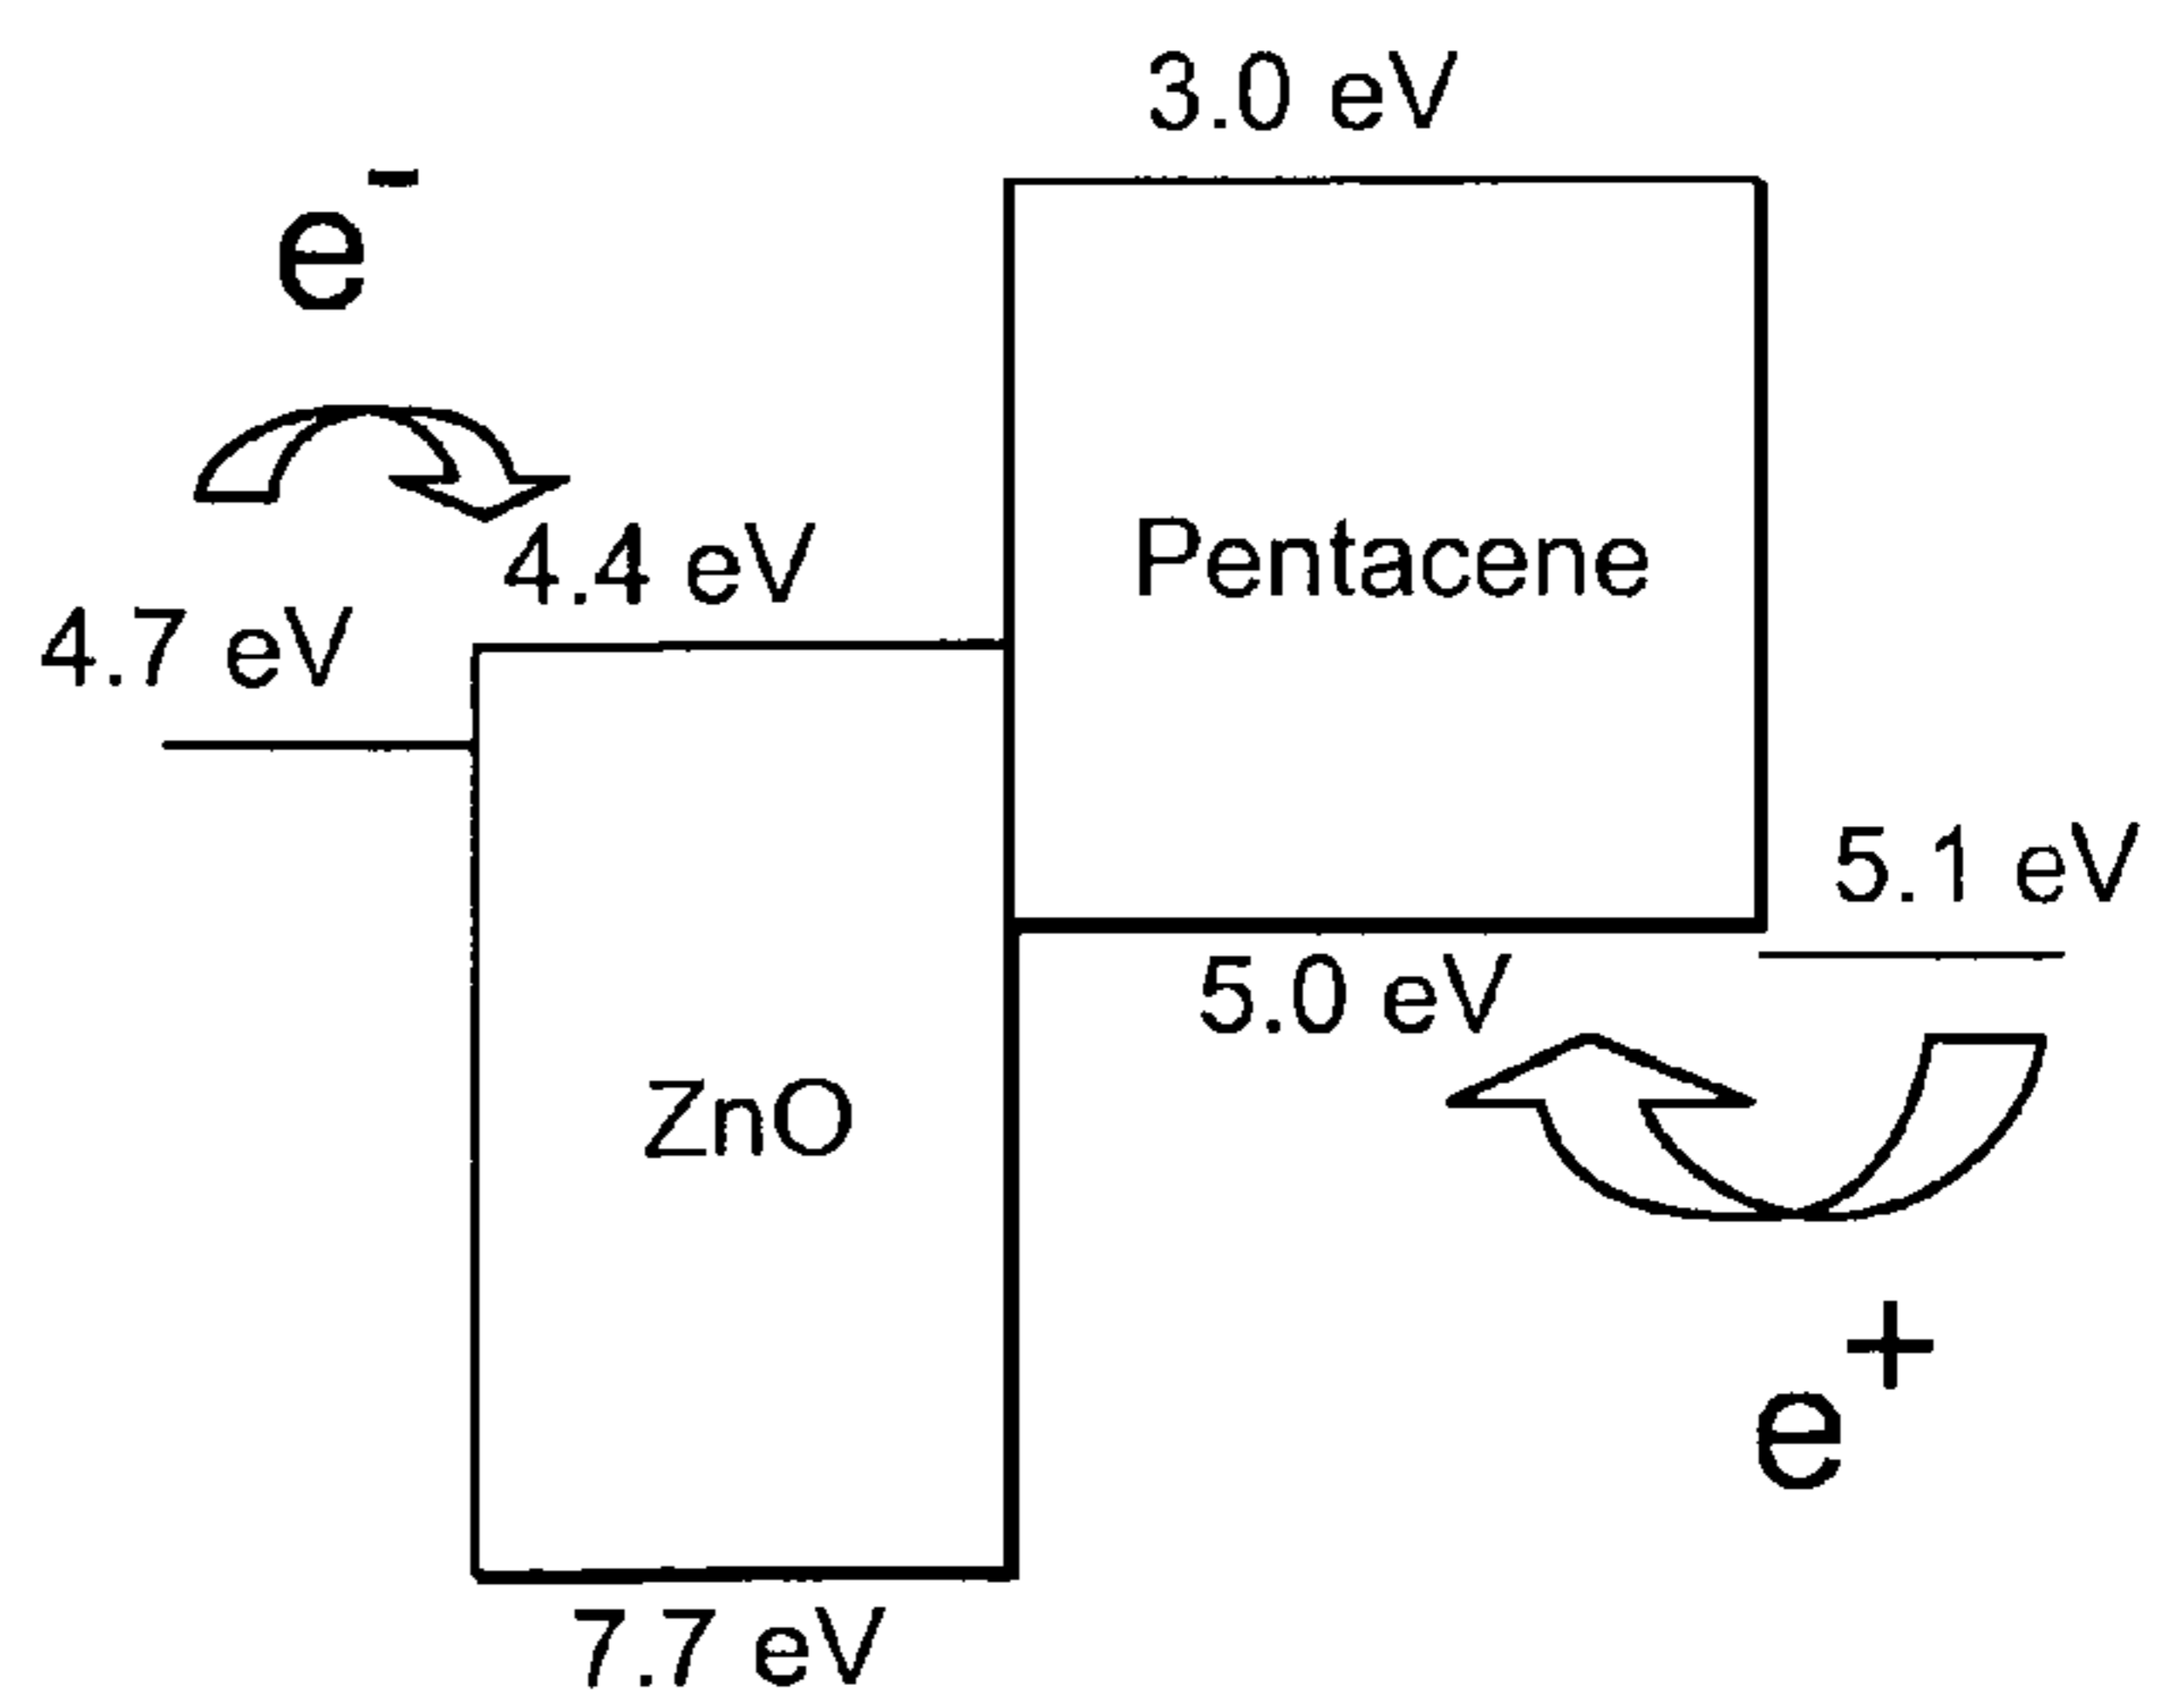 3.0 eV
e⁻
4.4 eV
Pentacene
4.7 eV
5.1 eV
5.0 eV
ZnO
e⁺
7.7 eV